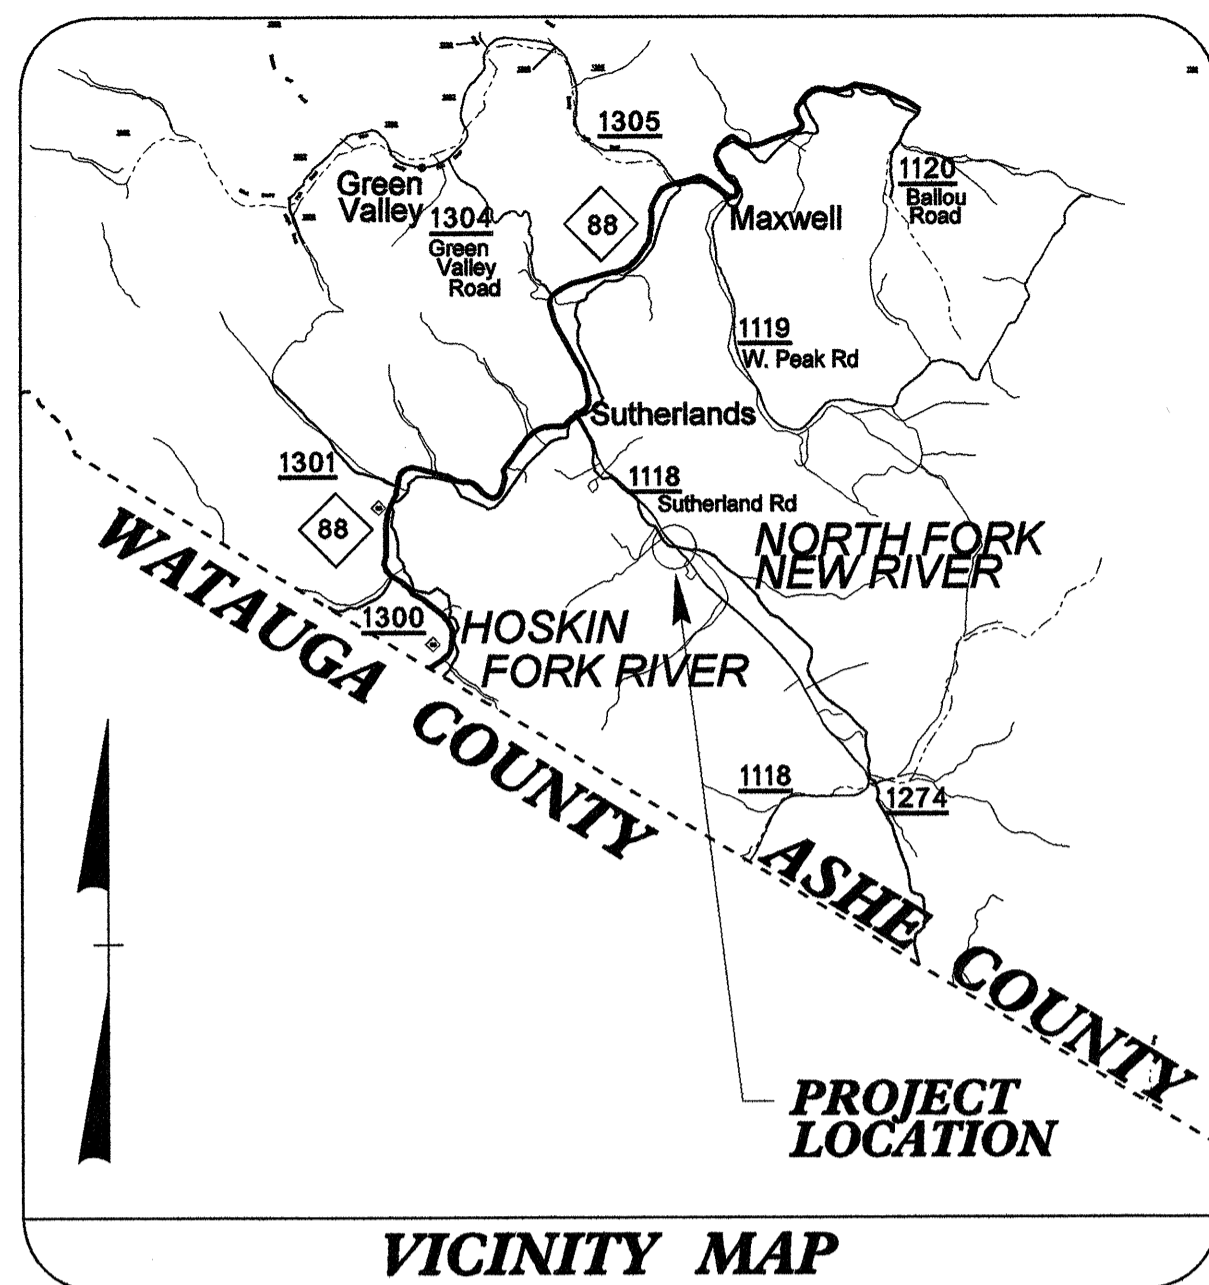 1305
Green
Valley
1304
Green
Valley
Road
88
Maxwell
1120
Ballou
Road
1119
W. Peak Rd
Sutherlands
1301
88
1118
Sutherland Rd
NORTH FORK
NEW RIVER
1300
HOSKIN
FORK RIVER
WATAUGA COUNTY
1118
1274
ASHE COUNTY
PROJECT
LOCATION
VICINITY MAP